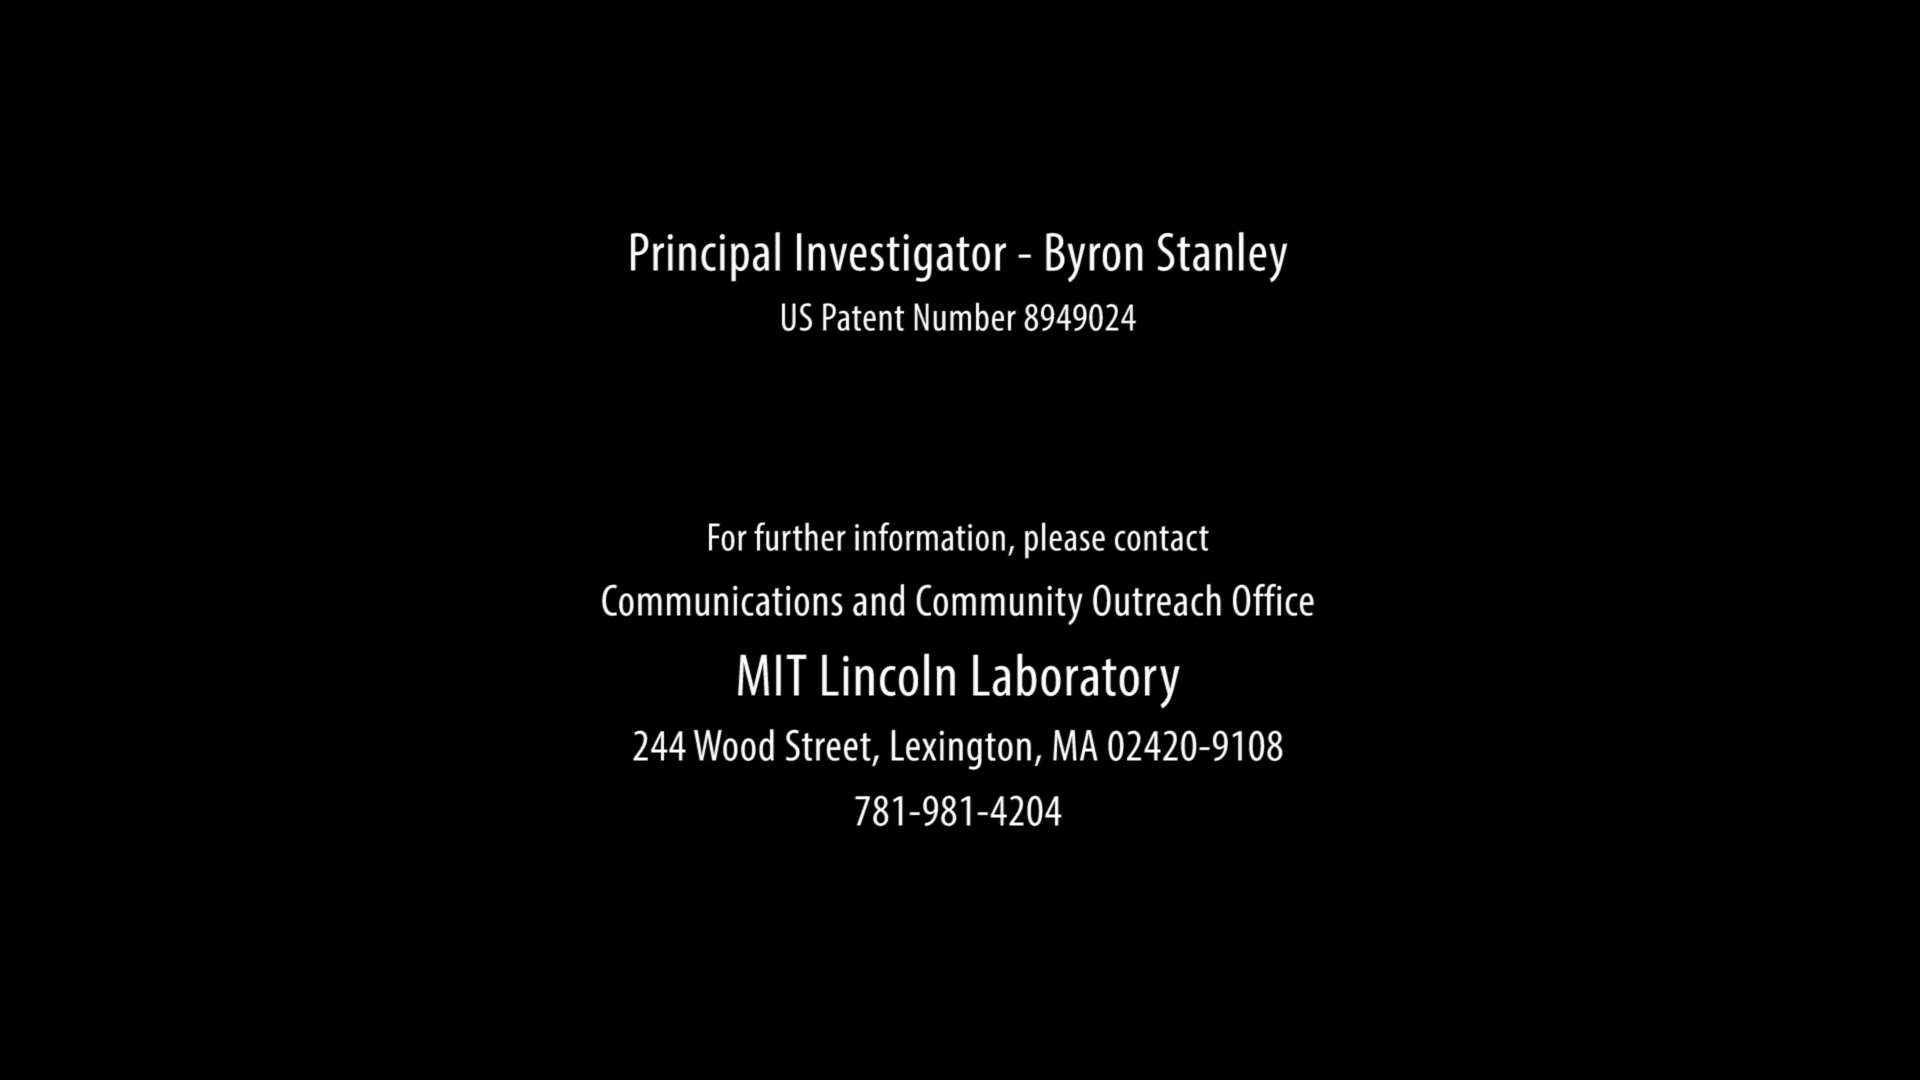 Principal Investigator - Byron Stanley
US Patent Number 8949024
For further information, please contact
Communications and Community Outreach Office
MIT Lincoln Laboratory
244 Wood Street, Lexington, MA 02420-9108
781-981-4204